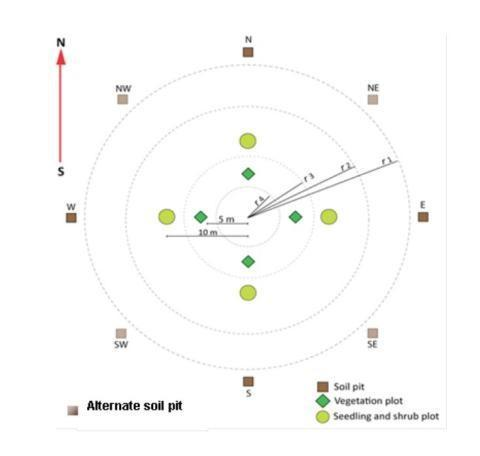 N
N
NW
NE
S
r 4
r 3
r 2
r 1
W
E
5 m
10 m
SW
SE
S
Soil pit
Alternate soil pit
Vegetation plot
Seedling and shrub plot